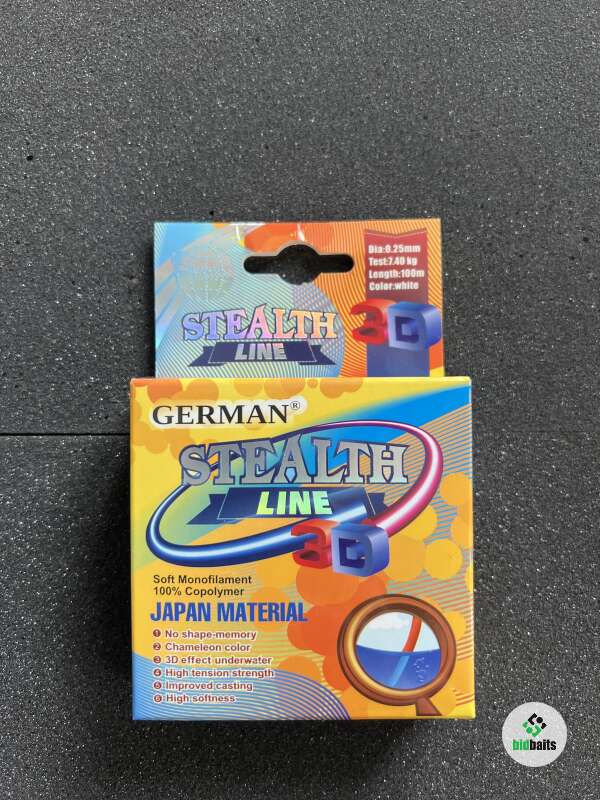 Dia:0.25mm
Test:7.40 kg
Length:100m
Color:white
STEALTH
LINE
3D
GERMAN®
STEALTH
LINE
3D
Soft Monofilament
100% Copolymer
JAPAN MATERIAL
1 No shape-memory
2 Chameleon color
3 3D effect underwater
4 High tension strength
5 Improved casting
6 High softness
bidbaits